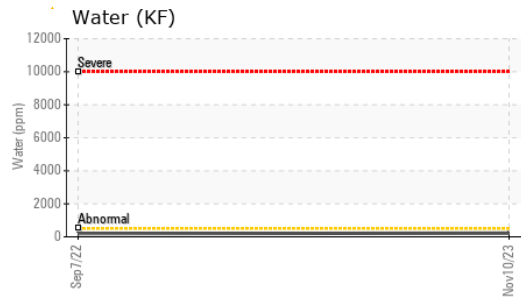 Water (KF)
12000
10000
8000
6000
4000
2000
0
Water (ppm)
Severe
Abnormal
Sep7/22
Nov10/23